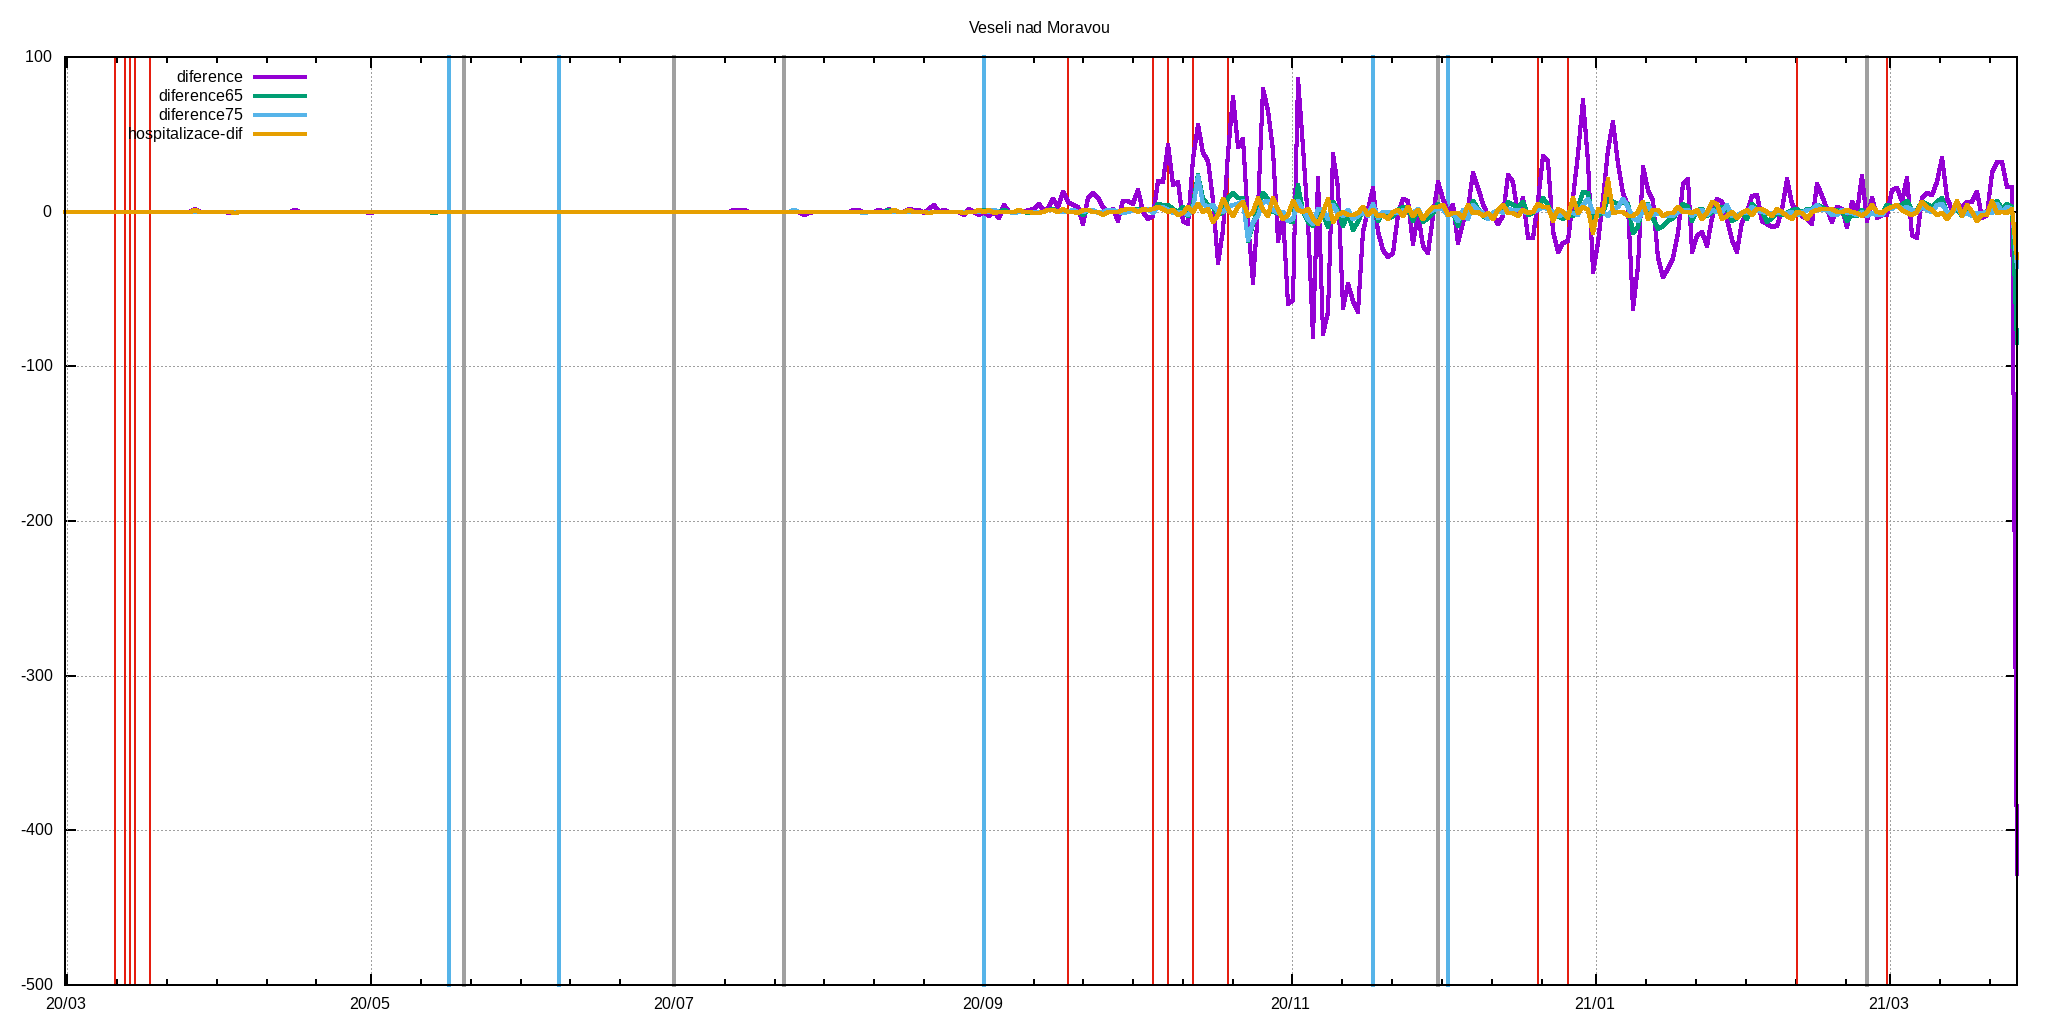 Veseli nad Moravou
100
diference
diference65
diference75
hospitalizace-dif
0
-100
-200
-300
-400
-500
20/03 20/05 20/07 20/09 20/11 21/01 21/03